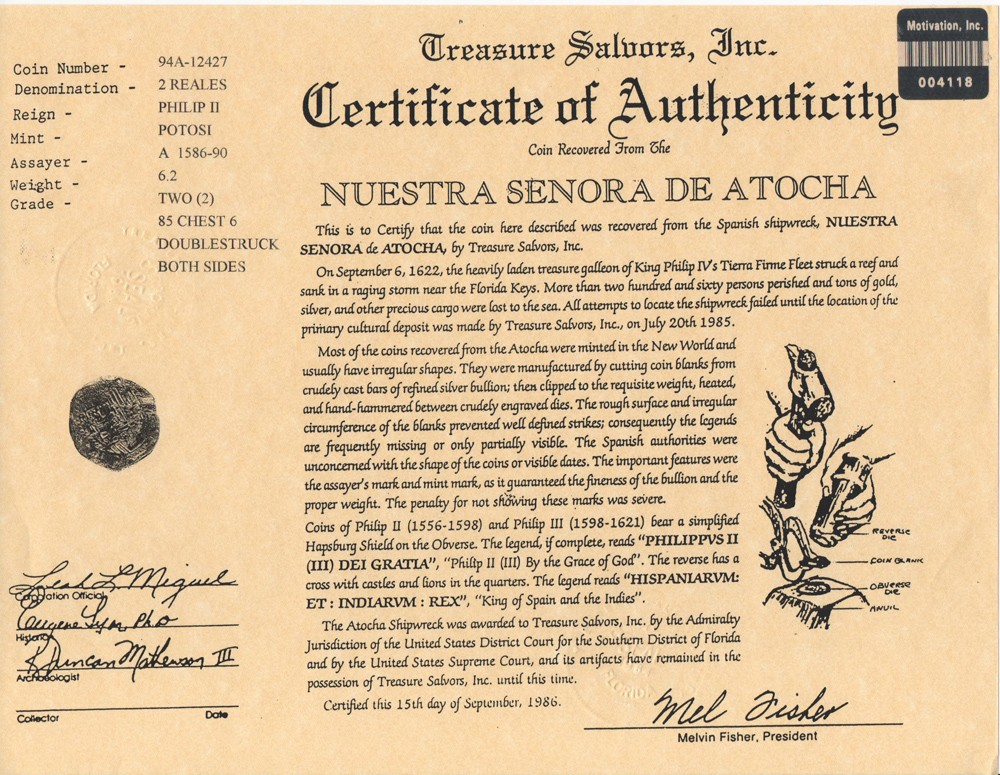 Motivation, Inc.
004118
Treasure Salvors, Inc.
Certificate of Authenticity
Coin Recovered From The
NUESTRA SENORA DE ATOCHA
Coin Number - 94A-12427
Denomination - 2 REALES
Reign - PHILIP II
Mint - POTOSI
Assayer - A 1586-90
Weight - 6.2
Grade - TWO (2)
85 CHEST 6
DOUBLESTRUCK
BOTH SIDES
This is to Certify that the coin here described was recovered from the Spanish shipwreck, NUESTRA
SENORA de ATOCHA, by Treasure Salvors, Inc.
On September 6, 1622, the heavily laden treasure galleon of King Philip IV's Tierra Firme Fleet struck a reef and
sank in a raging storm near the Florida Keys. More than two hundred and sixty persons perished and tons of gold,
silver, and other precious cargo were lost to the sea. All attempts to locate the shipwreck failed until the location of the
primary cultural deposit was made by Treasure Salvors, Inc., on July 20th 1985.
Most of the coins recovered from the Atocha were minted in the New World and
usually have irregular shapes. They were manufactured by cutting coin blanks from
crudely cast bars of refined silver bullion; then clipped to the requisite weight, heated,
and hand-hammered between crudely engraved dies. The rough surface and irregular
circumference of the blanks prevented well defined strikes; consequently the legends
are frequently missing or only partially visible. The Spanish authorities were
unconcerned with the shape of the coins or visible dates. The important features were
the assayer's mark and mint mark, as it guaranteed the fineness of the bullion and the
proper weight. The penalty for not showing these marks was severe.
Coins of Philip II (1556-1598) and Philip III (1598-1621) bear a simplified
Hapsburg Shield on the Obverse. The legend, if complete, reads "PHILIPPVS II
(III) DEI GRATIA", "Philip II (III) By the Grace of God". The reverse has a
cross with castles and lions in the quarters. The legend reads "HISPANIARVM:
ET : INDIARVM : REX", "King of Spain and the Indies".
The Atocha Shipwreck was awarded to Treasure Salvors, Inc. by the Admiralty
Jurisdiction of the United States District Court for the Southern District of Florida
and by the United States Supreme Court, and its artifacts have remained in the
possession of Treasure Salvors, Inc. until this time.
Certified this 15th day of September, 1986.
REVERSE
DIE
COIN BLANK
OBVERSE
DIE
ANVIL
Leah L Miguel
Corporation Official
Eugene Lyon PhD
Historian
R Duncan Mathewson III
Archeologist
Collector Date
FLORIDA
Mel Fisher
Melvin Fisher, President